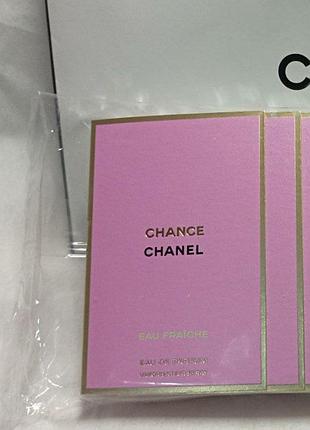 C
CHANCE
CHANEL
EAU FRAÎCHE
EAU DE PARFUM